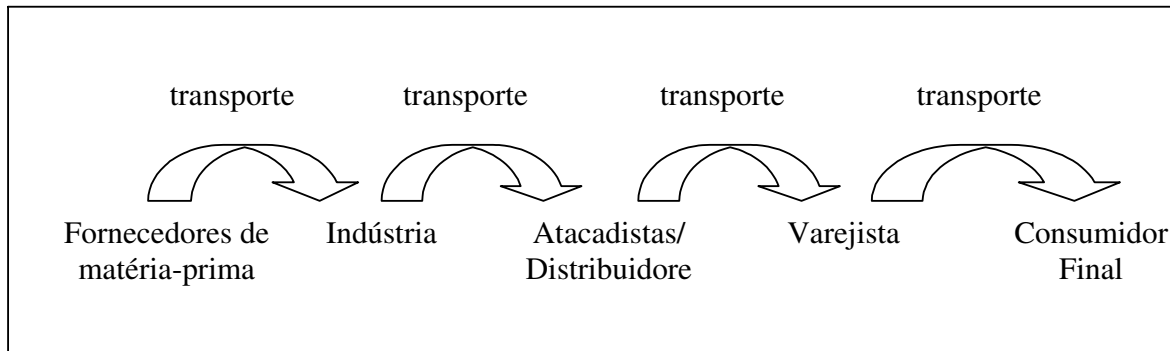 transporte transporte transporte transporte
Fornecedores de matéria-prima
Indústria
Atacadistas/
Distribuidore
Varejista
Consumidor
Final